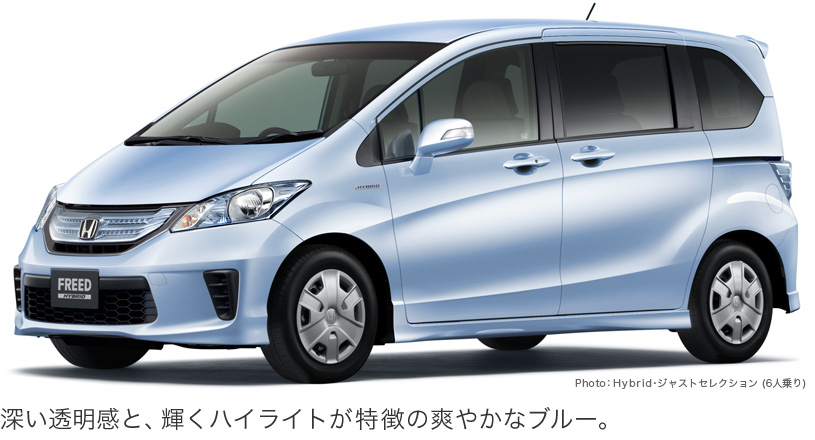 HYBRID
FREED
HYBRID
Photo：Hybrid・ジャストセレクション (6人乗り)
深い透明感と、輝くハイライトが特徴の爽やかなブルー。